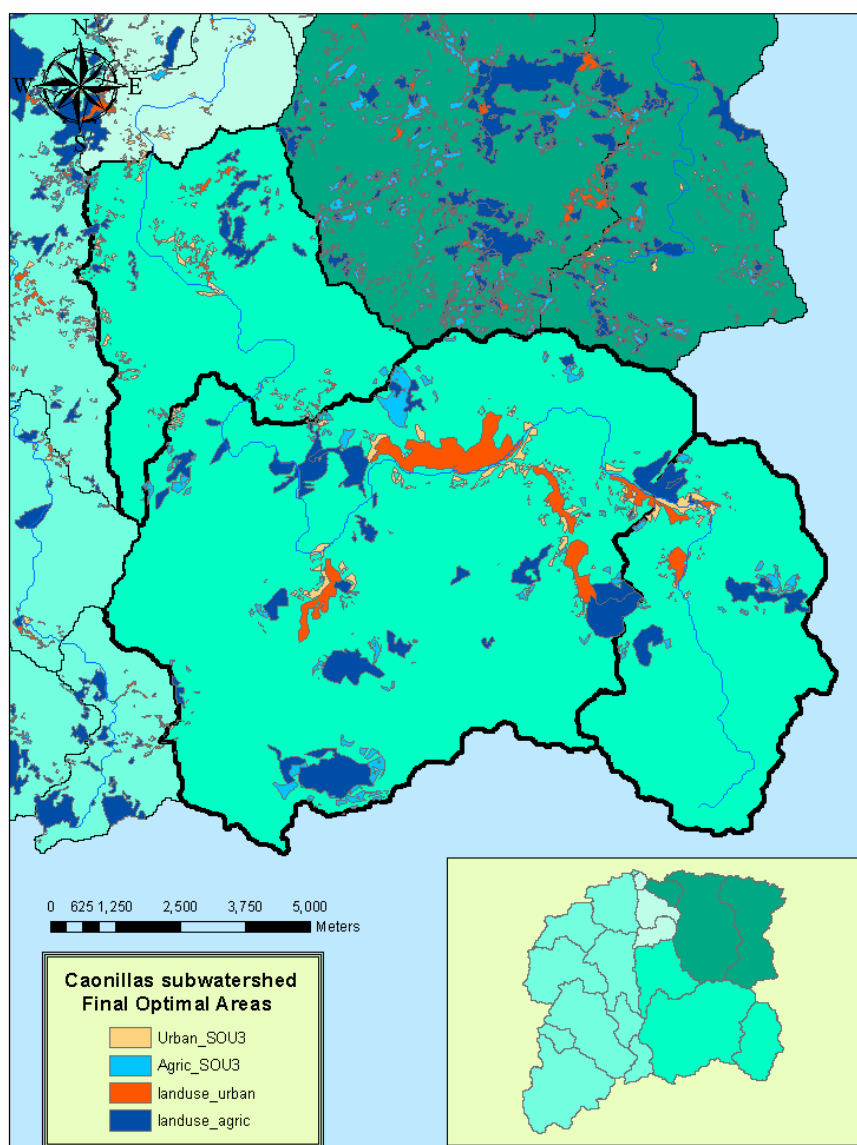 N
W
E
S
0 625 1,250 2,500 3,750 5,000
Meters
Caonillas subwatershed
Final Optimal Areas
Urban_SOU3
Agric_SOU3
landuse_urban
landuse_agric